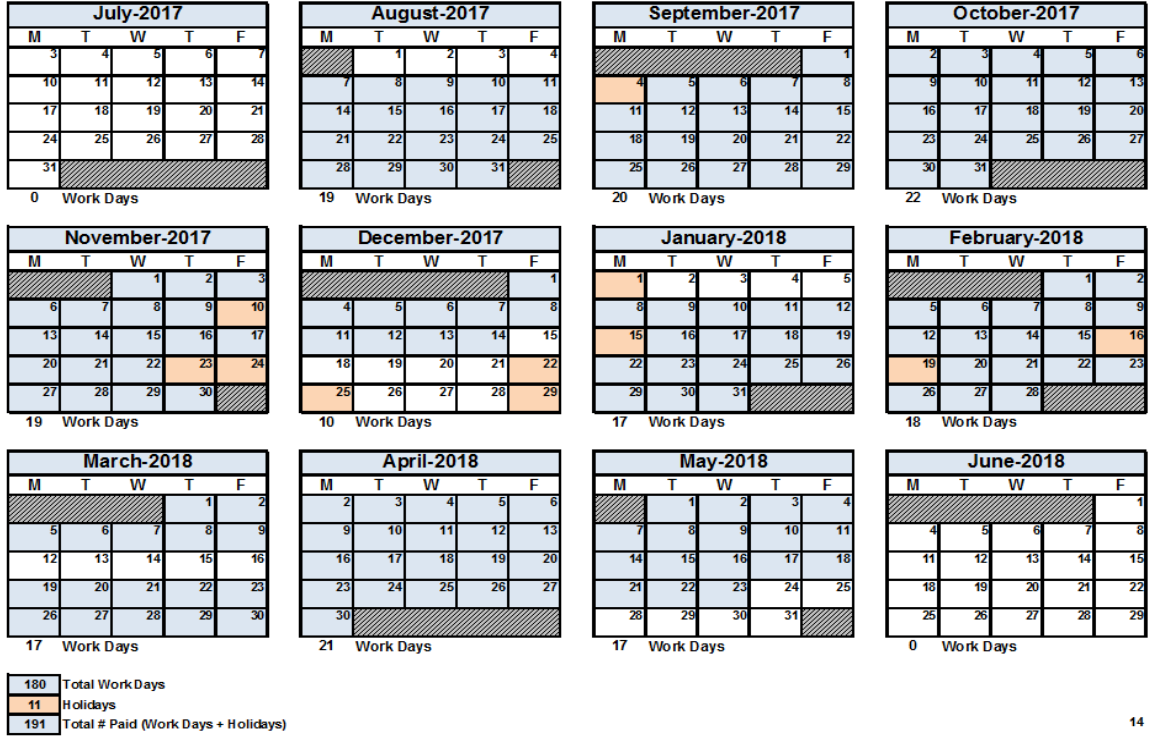 July-2017 August-2017 September-2017 October-2017
M T W T F M T W T F M T W T F M T W T F
3 4 5 6 7 1 2 3 4 1 2 3 4 5 6
10 11 12 13 14 7 8 9 10 11 4 5 6 7 8 9 10 11 12 13
17 18 19 20 21 14 15 16 17 18 11 12 13 14 15 16 17 18 19 20
24 25 26 27 28 21 22 23 24 25 18 19 20 21 22 23 24 25 26 27
31 28 29 30 31 25 26 27 28 29 30 31
0 Work Days 19 Work Days 20 Work Days 22 Work Days
November-2017 December-2017 January-2018 February-2018
M T W T F M T W T F M T W T F M T W T F
1 2 3 1 1 2 3 4 5 1 2
6 7 8 9 10 4 5 6 7 8 8 9 10 11 12 5 6 7 8 9
13 14 15 16 17 11 12 13 14 15 15 16 17 18 19 12 13 14 15 16
20 21 22 23 24 18 19 20 21 22 22 23 24 25 26 19 20 21 22 23
27 28 29 30 25 26 27 28 29 29 30 31 26 27 28
19 Work Days 10 Work Days 17 Work Days 18 Work Days
March-2018 April-2018 May-2018 June-2018
M T W T F M T W T F M T W T F M T W T F
1 2 2 3 4 5 6 1 2 3 4 1
5 6 7 8 9 9 10 11 12 13 7 8 9 10 11 4 5 6 7 8
12 13 14 15 16 16 17 18 19 20 14 15 16 17 18 11 12 13 14 15
19 20 21 22 23 23 24 25 26 27 21 22 23 24 25 18 19 20 21 22
26 27 28 29 30 30 28 29 30 31 25 26 27 28 29
17 Work Days 21 Work Days 17 Work Days 0 Work Days
180 Total Work Days
11 Holidays
191 Total # Paid (Work Days + Holidays)
14